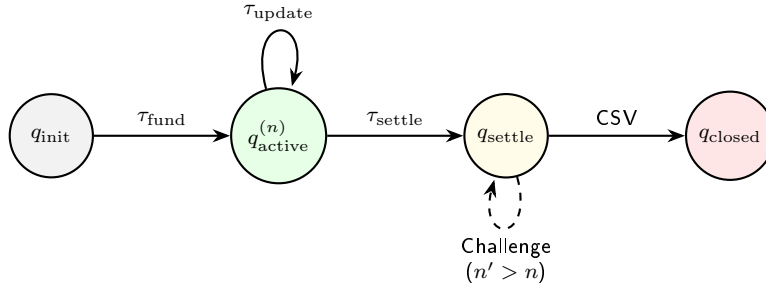 τ_update
q_init
τ_fund
q_active^(n)
τ_settle
q_settle
CSV
q_closed
Challenge
(n′ > n)